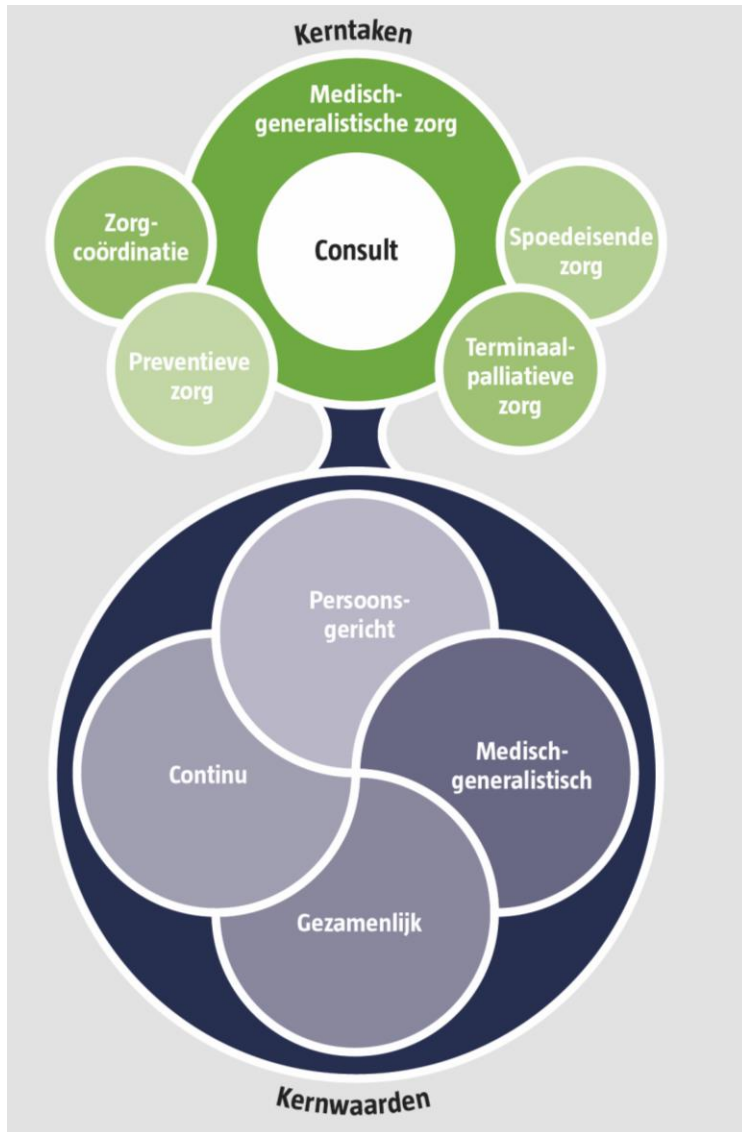 Kerntaken
Medisch-
generalistische zorg
Zorg-
coördinatie
Consult
Spoedeisende
zorg
Preventieve
zorg
Terminaal-
palliatieve
zorg
Persoons-
gericht
Continu
Medisch-
generalistisch
Gezamenlijk
Kernwaarden